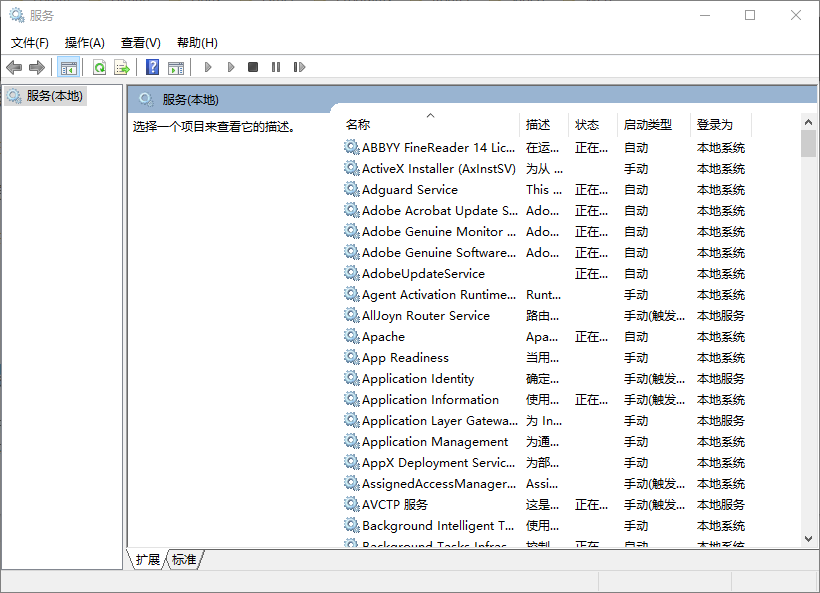 服务
文件(F) 操作(A) 查看(V) 帮助(H)
服务(本地)
服务(本地)
选择一个项目来查看它的描述。
名称 描述 状态 启动类型 登录为
ABBYY FineReader 14 Lic... 在运... 正在... 自动 本地系统
ActiveX Installer (AxInstSV) 为从 ... 手动 本地系统
Adguard Service This ... 正在... 自动 本地系统
Adobe Acrobat Update S... Ado... 正在... 自动 本地系统
Adobe Genuine Monitor ... Ado... 正在... 自动 本地系统
Adobe Genuine Software... Ado... 正在... 自动 本地系统
AdobeUpdateService 正在... 自动 本地系统
Agent Activation Runtime... Runt... 手动 本地系统
AllJoyn Router Service 路由... 手动(触发... 本地服务
Apache Apa... 正在... 自动 本地系统
App Readiness 当用... 手动 本地系统
Application Identity 确定... 手动(触发... 本地服务
Application Information 使用... 正在... 手动(触发... 本地系统
Application Layer Gatewa... 为 In... 手动 本地服务
Application Management 为通... 手动 本地系统
AppX Deployment Servic... 为部... 手动 本地系统
AssignedAccessManager... Assi... 手动(触发... 本地系统
AVCTP 服务 这是... 正在... 手动(触发... 本地服务
Background Intelligent T... 使用... 手动 本地系统
Background Tasks Infras... 控制... 正在... 自动 本地系统
扩展 标准